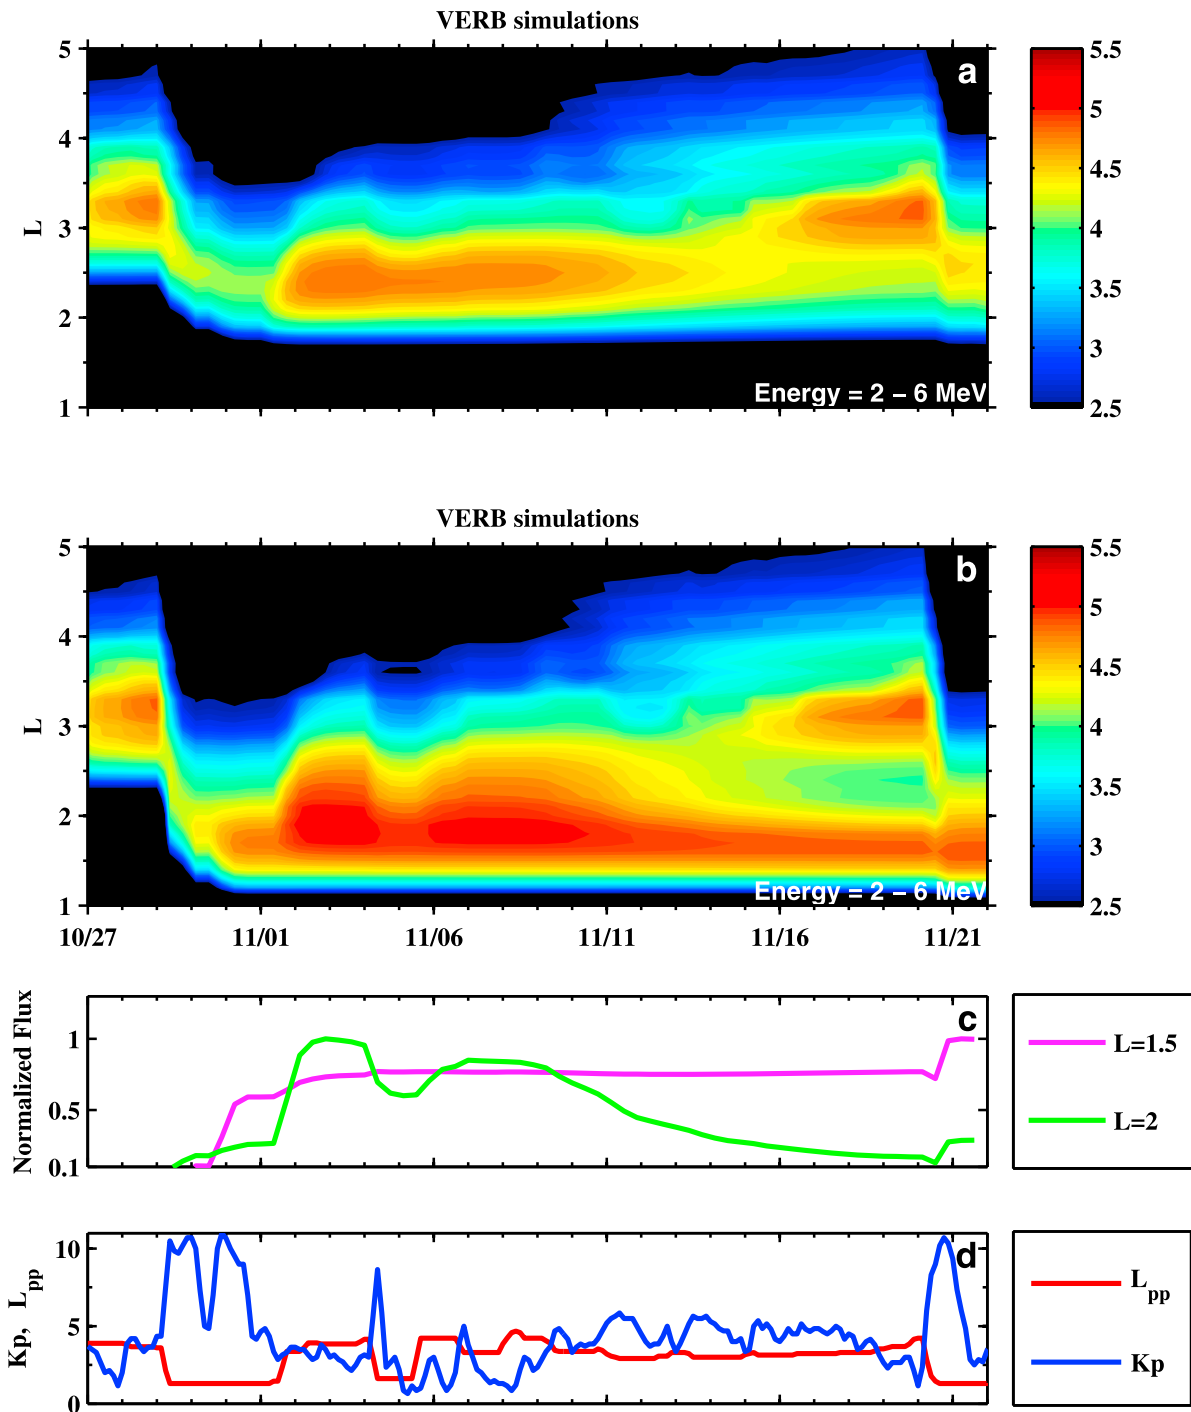 VERB simulations
a
5
4
3
2
1
L
Energy = 2 – 6 MeV
5.5
5
4.5
4
3.5
3
2.5
VERB simulations
b
5
4
3
2
1
L
Energy = 2 – 6 MeV
5.5
5
4.5
4
3.5
3
2.5
10/27 11/01 11/06 11/11 11/16 11/21
c
Normalized Flux
1
0.5
0.1
L=1.5
L=2
d
Kp, Lpp
10
5
0
Lpp
Kp